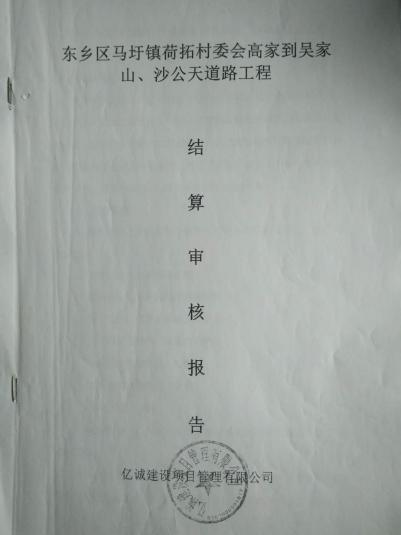 东乡区马圩镇荷拓村委会高家到吴家
山、沙公天道路工程
结
算
审
核
报
告
亿诚建设项目管理有限公司